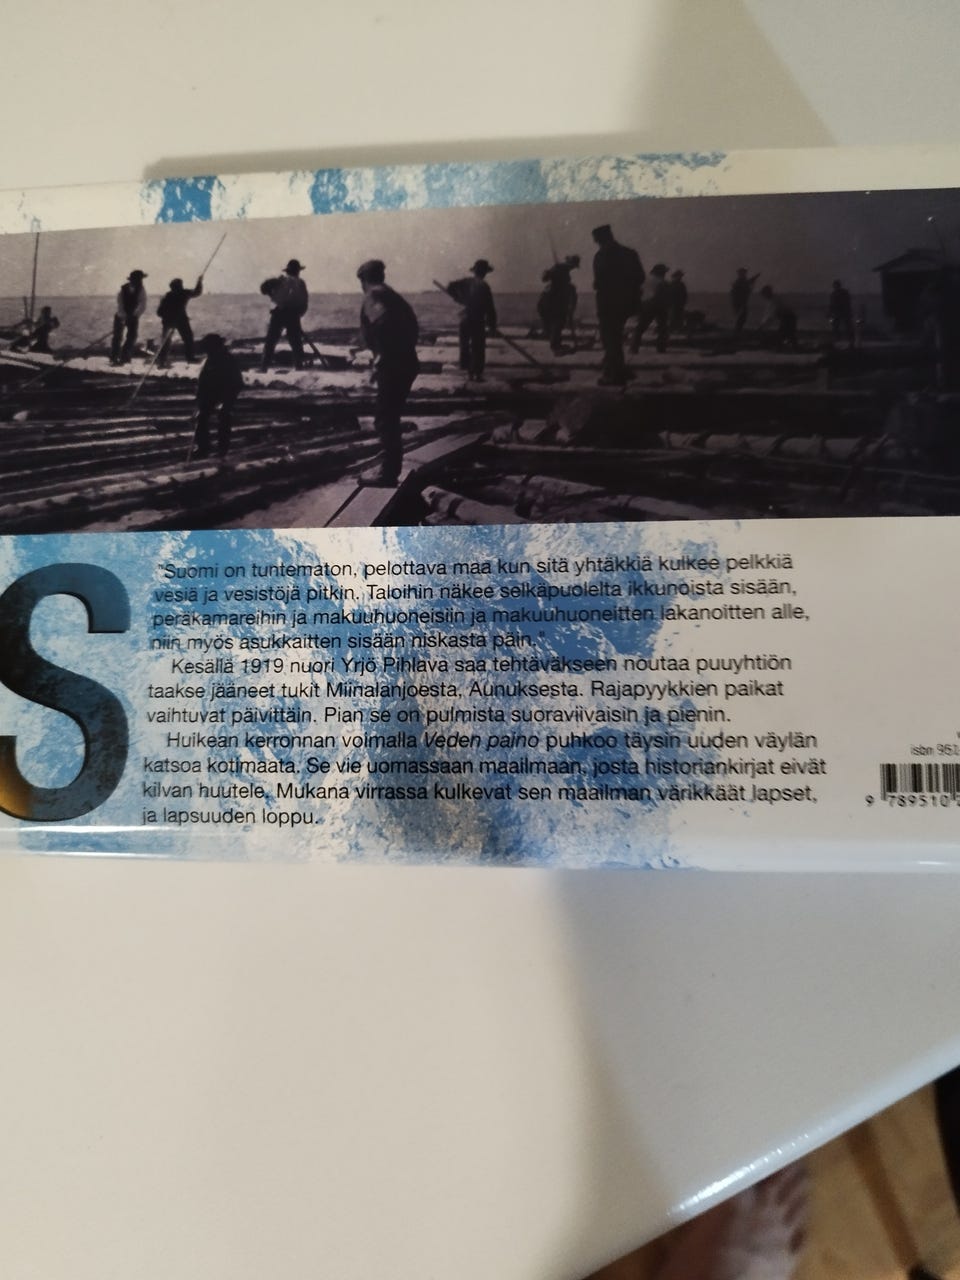 S
"Suomi on tuntematon, pelottava maa kun sitä yhtäkkiä kulkee pelkkiä
vesiä ja vesistöjä pitkin. Taloihin näkee selkäpuolelta ikkunoista sisään,
peräkamareihin ja makuuhuoneisiin ja makuuhuoneitten lakanoitten alle,
niin myös asukkaitten sisään niskasta päin."
Kesällä 1919 nuori Yrjö Pihlava saa tehtäväkseen noutaa puuyhtiön
taakse jääneet tukit Miinalanjoesta, Aunuksesta. Rajapyykkien paikat
vaihtuvat päivittäin. Pian se on pulmista suoraviivaisin ja pienin.
Huikean kerronnan voimalla Veden paino puhkoo täysin uuden väylän
katsoa kotimaata. Se vie uomassaan maailmaan, josta historiankirjat eivät
kilvan huutele. Mukana virrassa kulkevat sen maailman värikkäät lapset,
ja lapsuuden loppu.
isbn 951
9 789510